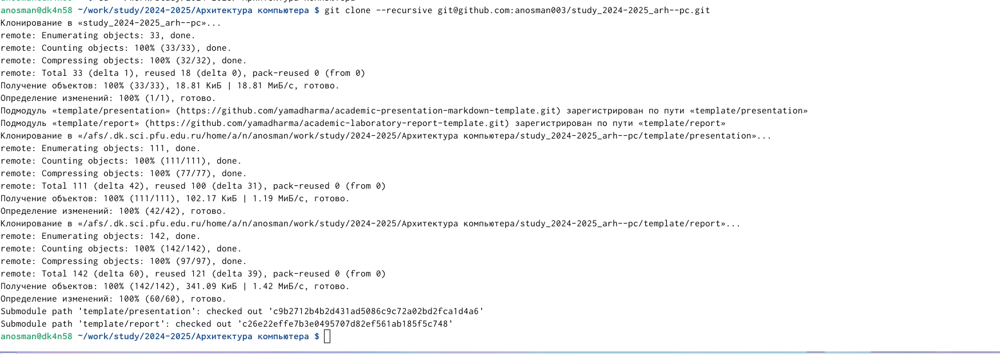 anosman@dk4n58 ~/work/study/2024-2025/Архитектура компьютера $ git clone --recursive git@github.com:anosman003/study_2024-2025_arh--pc.git
Клонирование в «study_2024-2025_arh--pc»...
remote: Enumerating objects: 33, done.
remote: Counting objects: 100% (33/33), done.
remote: Compressing objects: 100% (32/32), done.
remote: Total 33 (delta 1), reused 18 (delta 0), pack-reused 0 (from 0)
Получение объектов: 100% (33/33), 18.81 КиБ | 18.81 МиБ/с, готово.
Определение изменений: 100% (1/1), готово.
Подмодуль «template/presentation» (https://github.com/yamadharma/academic-presentation-markdown-template.git) зарегистрирован по пути «template/presentation»
Подмодуль «template/report» (https://github.com/yamadharma/academic-laboratory-report-template.git) зарегистрирован по пути «template/report»
Клонирование в «/afs/.dk.sci.pfu.edu.ru/home/a/n/anosman/work/study/2024-2025/Архитектура компьютера/study_2024-2025_arh--pc/template/presentation»...
remote: Enumerating objects: 111, done.
remote: Counting objects: 100% (111/111), done.
remote: Compressing objects: 100% (77/77), done.
remote: Total 111 (delta 42), reused 100 (delta 31), pack-reused 0 (from 0)
Получение объектов: 100% (111/111), 102.17 КиБ | 1.19 МиБ/с, готово.
Определение изменений: 100% (42/42), готово.
Клонирование в «/afs/.dk.sci.pfu.edu.ru/home/a/n/anosman/work/study/2024-2025/Архитектура компьютера/study_2024-2025_arh--pc/template/report»...
remote: Enumerating objects: 142, done.
remote: Counting objects: 100% (142/142), done.
remote: Compressing objects: 100% (97/97), done.
remote: Total 142 (delta 60), reused 121 (delta 39), pack-reused 0 (from 0)
Получение объектов: 100% (142/142), 341.09 КиБ | 1.42 МиБ/с, готово.
Определение изменений: 100% (60/60), готово.
Submodule path 'template/presentation': checked out 'c9b2712b4b2d431ad5086c9c72a02bd2fca1d4a6'
Submodule path 'template/report': checked out 'c26e22effe7b3e0495707d82ef561ab185f5c748'
anosman@dk4n58 ~/work/study/2024-2025/Архитектура компьютера $